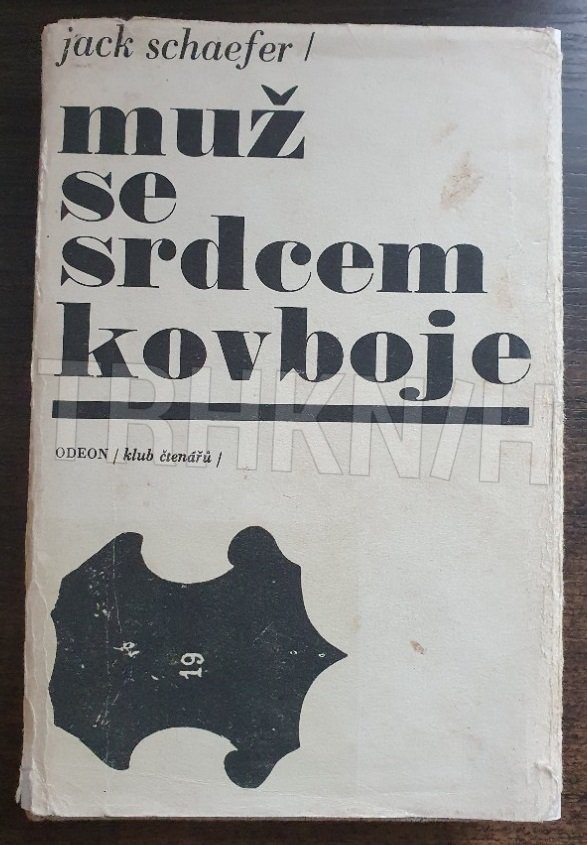 jack schaefer /
muž
se
srdcem
kovboje
TRHKNIH
ODEON / klub čtenářů /
19